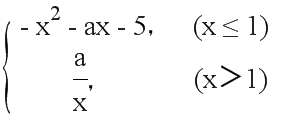 { - x² - ax - 5, (x ≤ 1)
a/x, (x＞1)